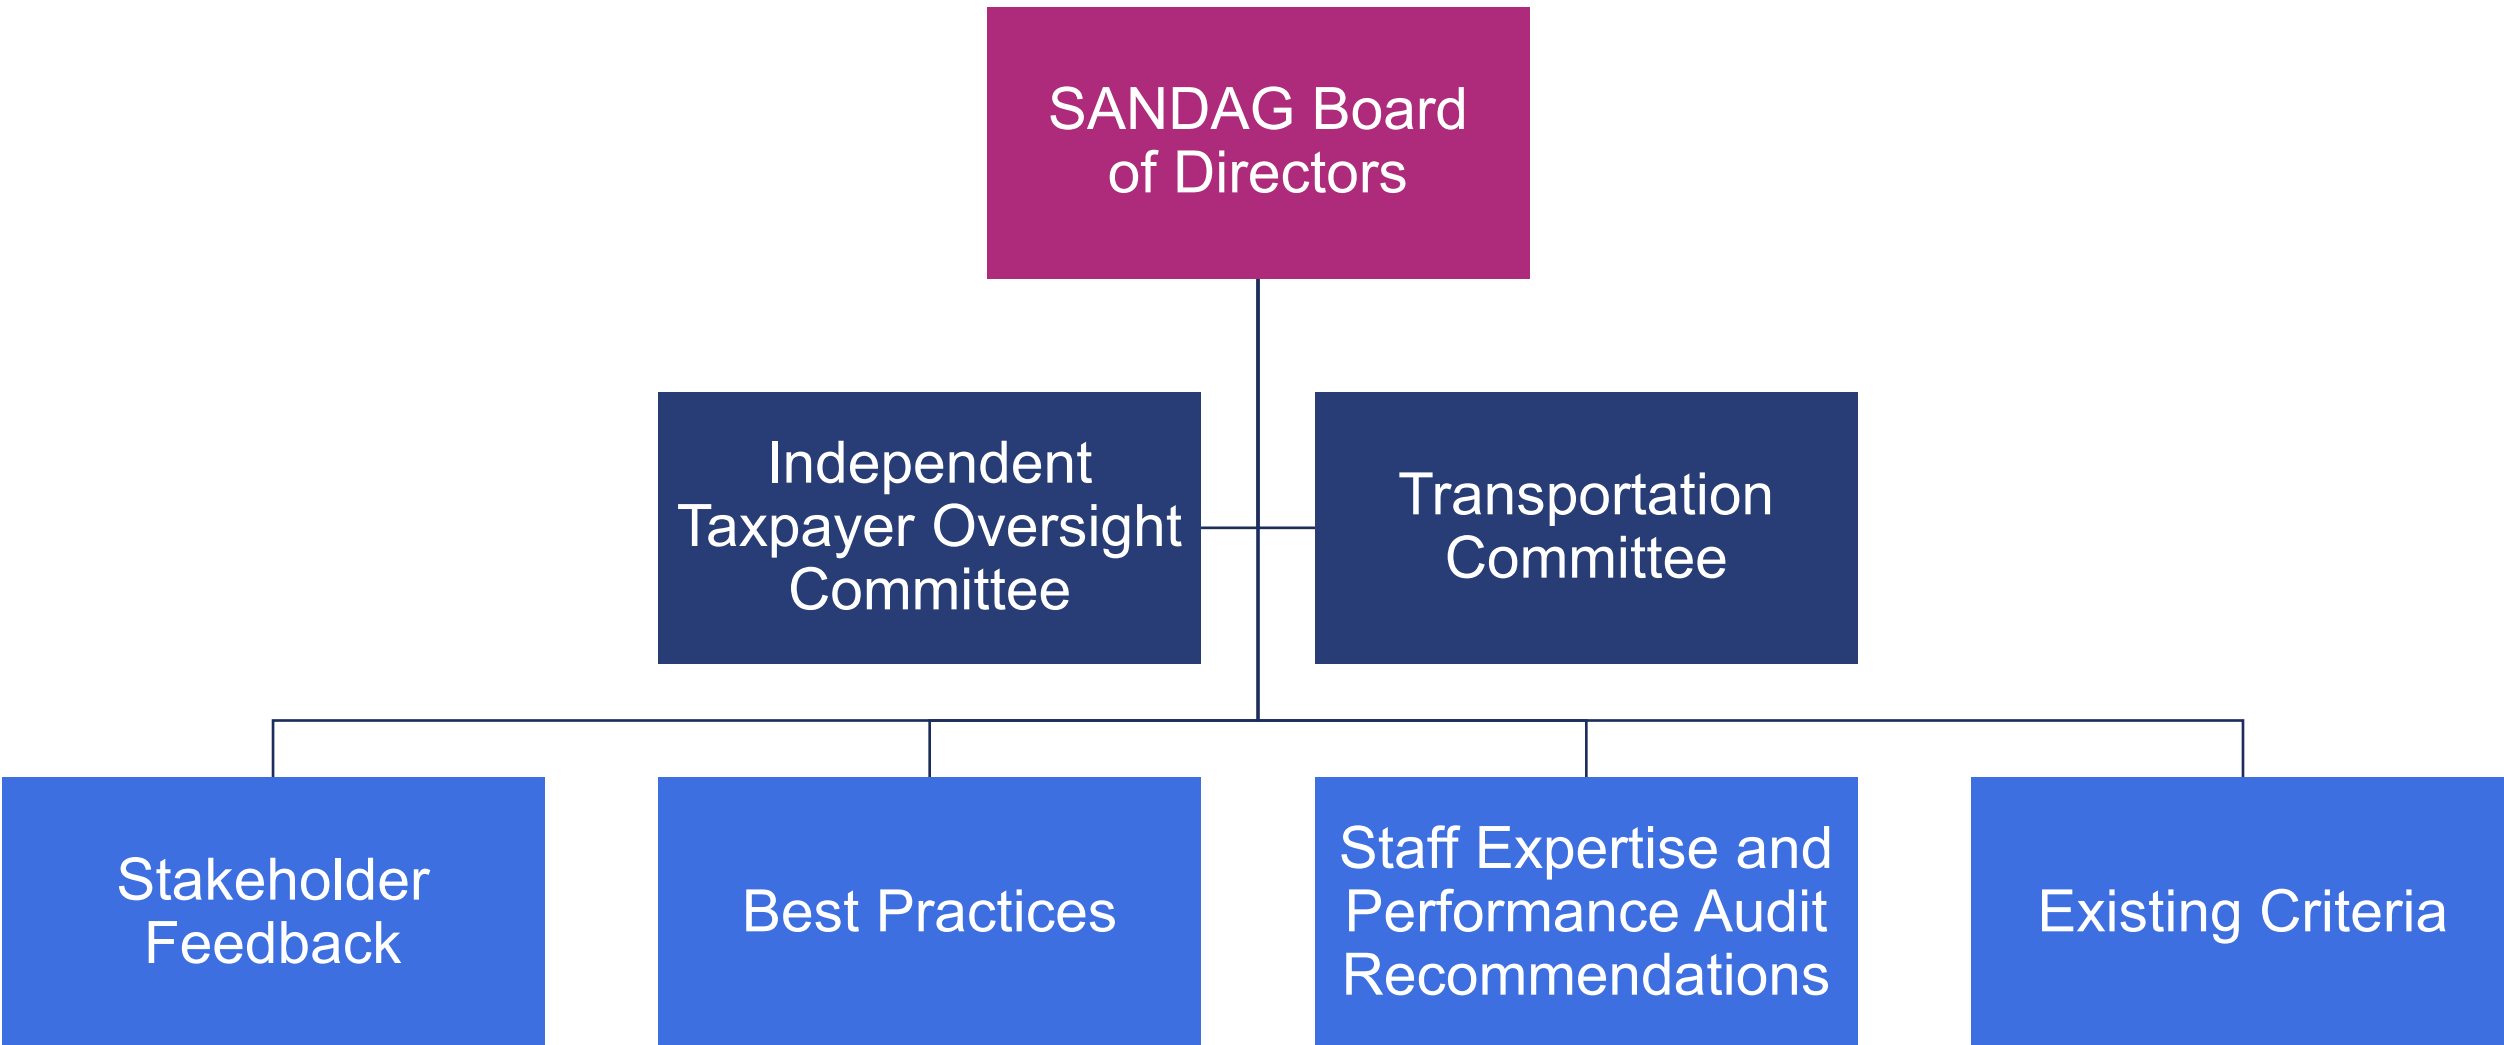 SANDAG Board
of Directors
Independent
Taxpayer Oversight
Committee
Transportation
Committee
Stakeholder
Feedback
Best Practices
Staff Expertise and
Performance Audit
Recommendations
Existing Criteria